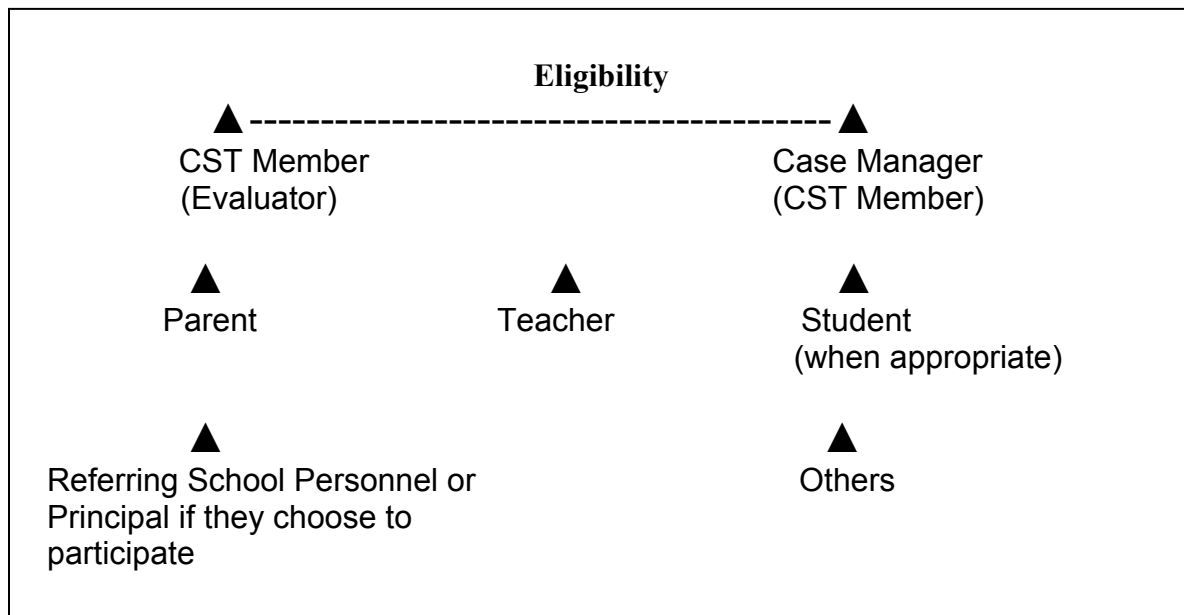 Eligibility
▲ ---------------------------------------- ▲
CST Member
(Evaluator)
Case Manager
(CST Member)
▲ ▲ ▲
Parent
Teacher
Student
(when appropriate)
▲ ▲
Referring School Personnel or
Principal if they choose to
participate
Others